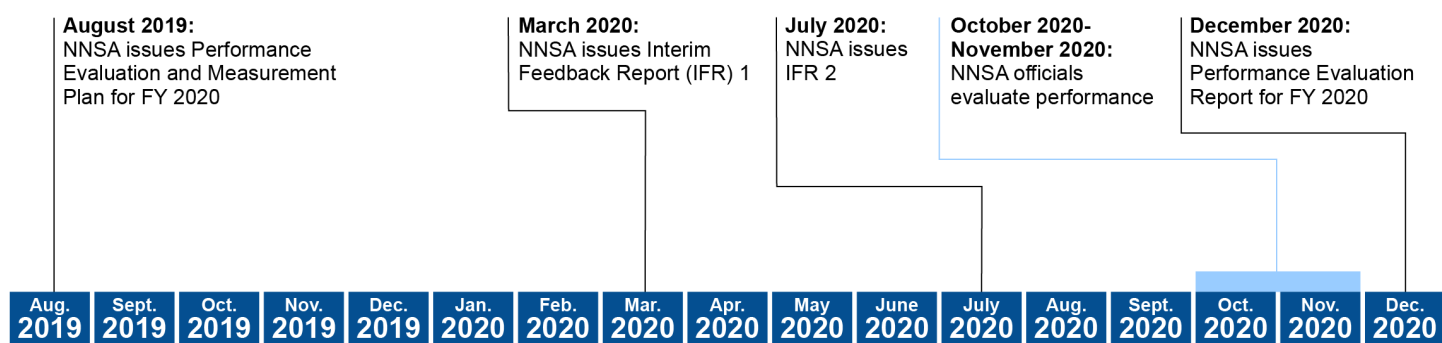 August 2019:
NNSA issues Performance
Evaluation and Measurement
Plan for FY 2020
March 2020:
NNSA issues Interim
Feedback Report (IFR) 1
July 2020:
NNSA issues
IFR 2
October 2020-
November 2020:
NNSA officials
evaluate performance
December 2020:
NNSA issues
Performance Evaluation
Report for FY 2020
Aug.
2019
Sept.
2019
Oct.
2019
Nov.
2019
Dec.
2019
Jan.
2020
Feb.
2020
Mar.
2020
Apr.
2020
May
2020
June
2020
July
2020
Aug.
2020
Sept.
2020
Oct.
2020
Nov.
2020
Dec.
2020